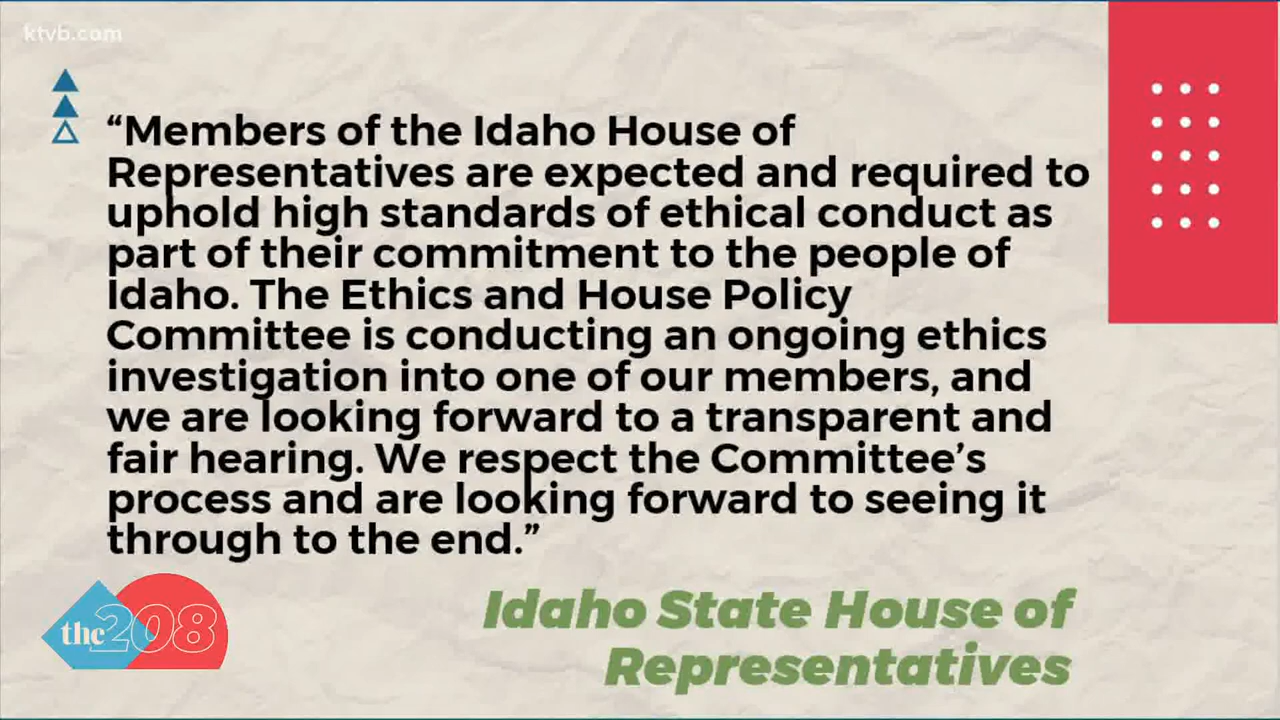 ktvb.com
“Members of the Idaho House of
Representatives are expected and required to
uphold high standards of ethical conduct as
part of their commitment to the people of
Idaho. The Ethics and House Policy
Committee is conducting an ongoing ethics
investigation into one of our members, and
we are looking forward to a transparent and
fair hearing. We respect the Committee’s
process and are looking forward to seeing it
through to the end.”
Idaho State House of
Representatives
the 208